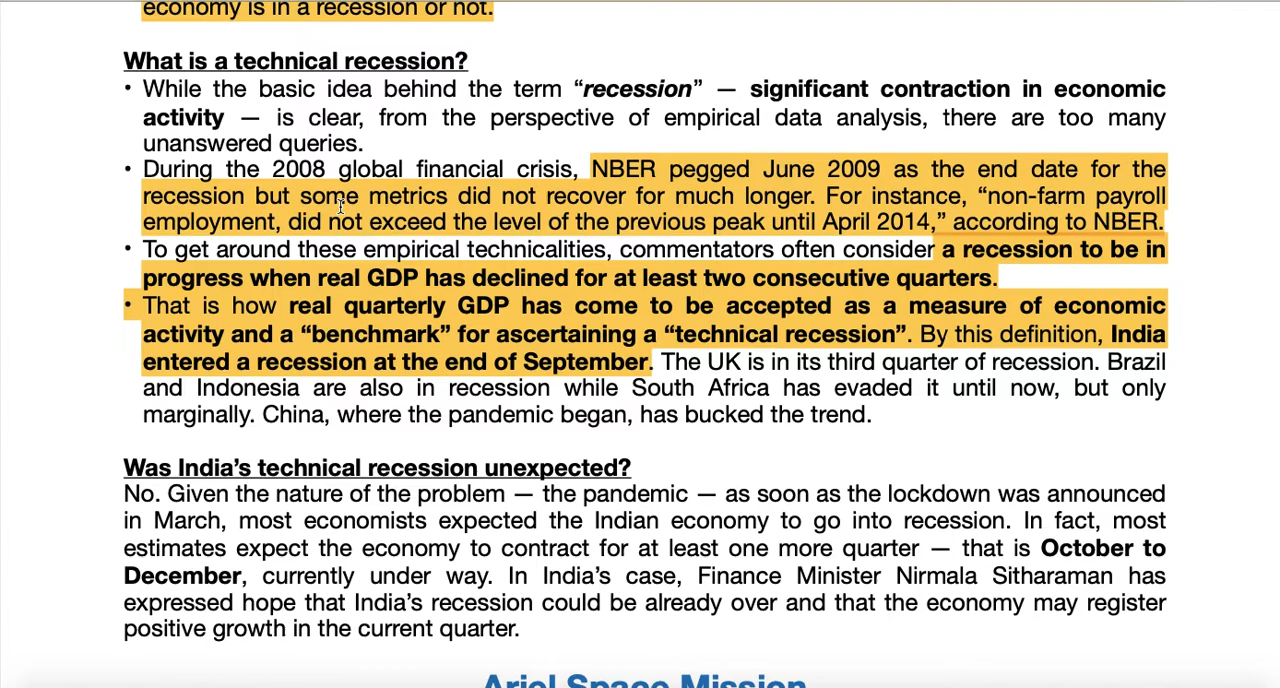 economy is in a recession or not.
What is a technical recession?
• While the basic idea behind the term “recession” — significant contraction in economic
activity — is clear, from the perspective of empirical data analysis, there are too many
unanswered queries.
• During the 2008 global financial crisis, NBER pegged June 2009 as the end date for the
recession but some metrics did not recover for much longer. For instance, “non-farm payroll
employment, did not exceed the level of the previous peak until April 2014,” according to NBER.
• To get around these empirical technicalities, commentators often consider a recession to be in
progress when real GDP has declined for at least two consecutive quarters.
• That is how real quarterly GDP has come to be accepted as a measure of economic
activity and a “benchmark” for ascertaining a “technical recession”. By this definition, India
entered a recession at the end of September. The UK is in its third quarter of recession. Brazil
and Indonesia are also in recession while South Africa has evaded it until now, but only
marginally. China, where the pandemic began, has bucked the trend.
Was India’s technical recession unexpected?
No. Given the nature of the problem — the pandemic — as soon as the lockdown was announced
in March, most economists expected the Indian economy to go into recession. In fact, most
estimates expect the economy to contract for at least one more quarter — that is October to
December, currently under way. In India’s case, Finance Minister Nirmala Sitharaman has
expressed hope that India’s recession could be already over and that the economy may register
positive growth in the current quarter.
Ariel Space Mission